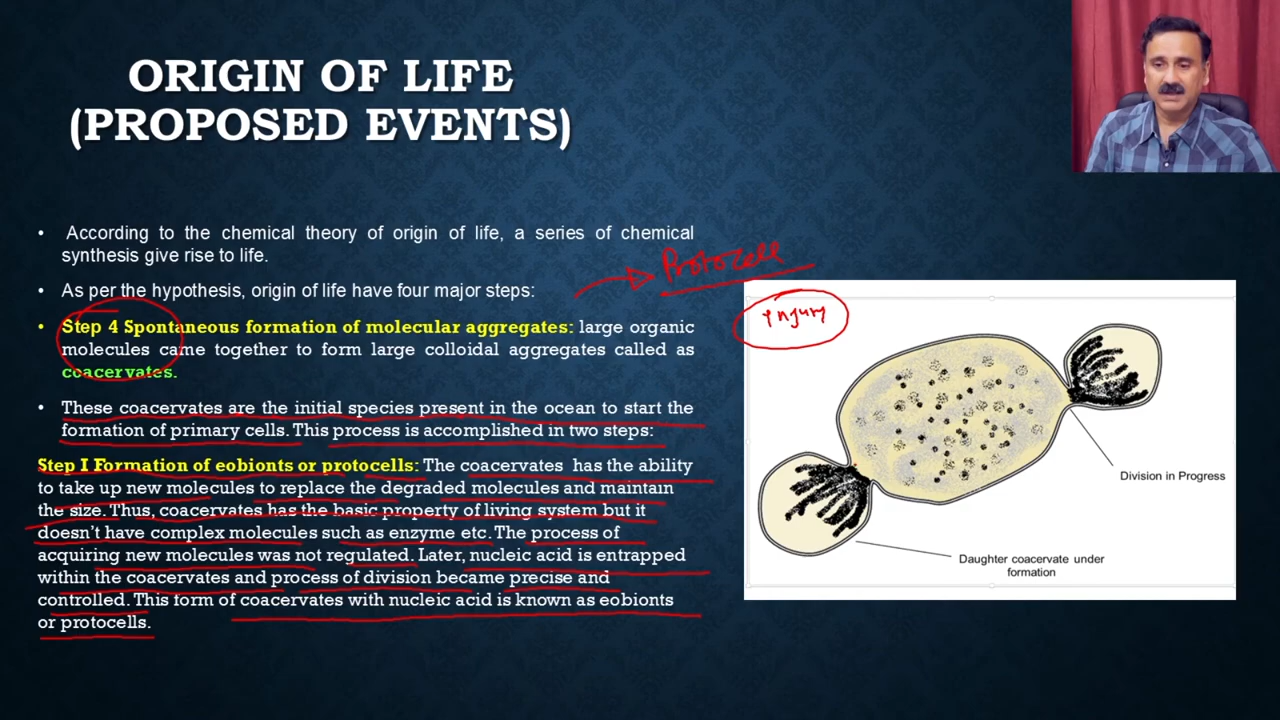 ORIGIN OF LIFE
(PROPOSED EVENTS)
• According to the chemical theory of origin of life, a series of chemical
synthesis give rise to life.
• As per the hypothesis, origin of life have four major steps:
Protocell
• Step 4 Spontaneous formation of molecular aggregates: large organic
molecules came together to form large colloidal aggregates called as
coacervates.
• These coacervates are the initial species present in the ocean to start the
formation of primary cells. This process is accomplished in two steps:
Step I Formation of eobionts or protocells: The coacervates has the ability
to take up new molecules to replace the degraded molecules and maintain
the size. Thus, coacervates has the basic property of living system but it
doesn't have complex molecules such as enzyme etc. The process of
acquiring new molecules was not regulated. Later, nucleic acid is entrapped
within the coacervates and process of division became precise and
controlled. This form of coacervates with nucleic acid is known as eobionts
or protocells.
Injury
Division in Progress
Daughter coacervate under
formation